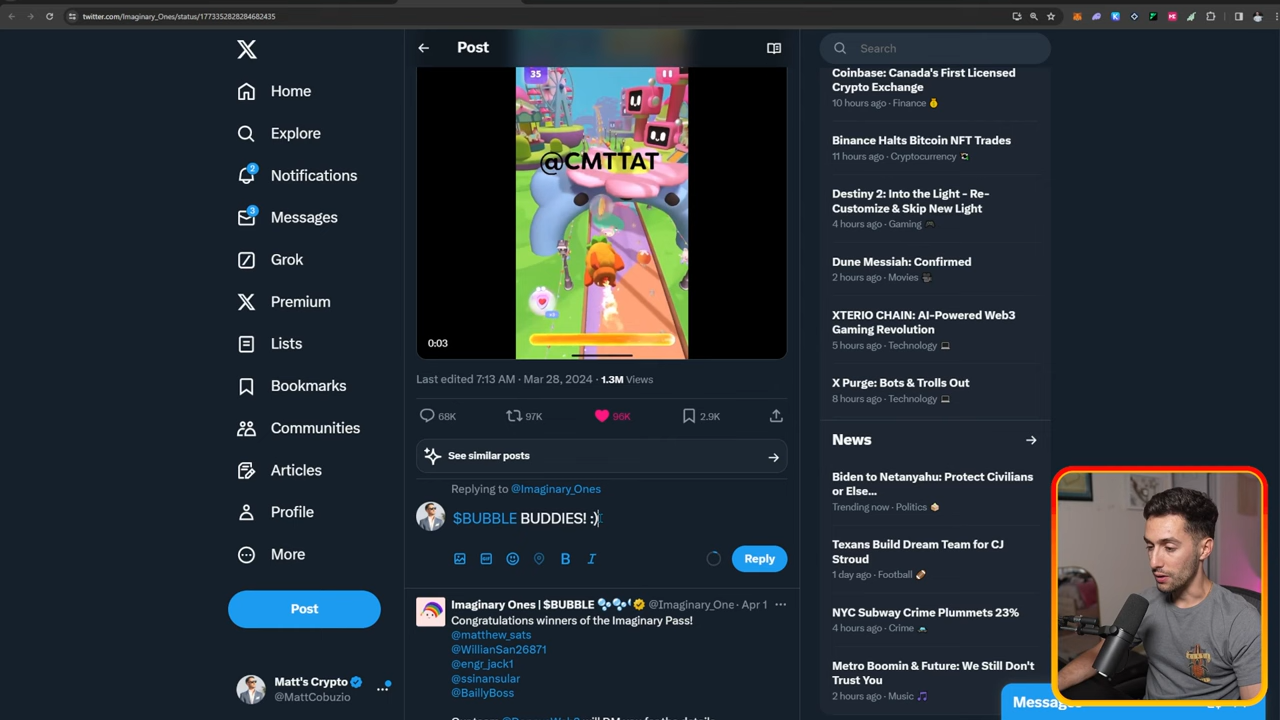 twitter.com/Imaginary_Ones/status/1773352828284682435
Home
Explore
2
Notifications
3
Messages
Grok
Premium
Lists
Bookmarks
Communities
Articles
Profile
More
Post
Matt's Crypto
@MattCobuzio
Post
35
@CMTTAT
0:03
Last edited 7:13 AM · Mar 28, 2024 · 1.3M Views
68K 97K 96K 2.9K
See similar posts
Replying to @Imaginary_Ones
$BUBBLE BUDDIES! :)
Reply
Imaginary Ones | $BUBBLE @Imaginary_One · Apr 1
Congratulations winners of the Imaginary Pass!
@matthew_sats
@WillianSan26871
@engr_jack1
@ssinansular
@BaillyBoss
Search
Coinbase: Canada's First Licensed
Crypto Exchange
10 hours ago · Finance
Binance Halts Bitcoin NFT Trades
11 hours ago · Cryptocurrency
Destiny 2: Into the Light - Re-
Customize & Skip New Light
4 hours ago · Gaming
Dune Messiah: Confirmed
2 hours ago · Movies
XTERIO CHAIN: AI-Powered Web3
Gaming Revolution
5 hours ago · Technology
X Purge: Bots & Trolls Out
8 hours ago · Technology
News
Biden to Netanyahu: Protect Civilians
or Else...
Trending now · Politics
Texans Build Dream Team for CJ
Stroud
1 day ago · Football
NYC Subway Crime Plummets 23%
4 hours ago · Crime
Metro Boomin & Future: We Still Don't
Trust You
2 hours ago · Music
Messages